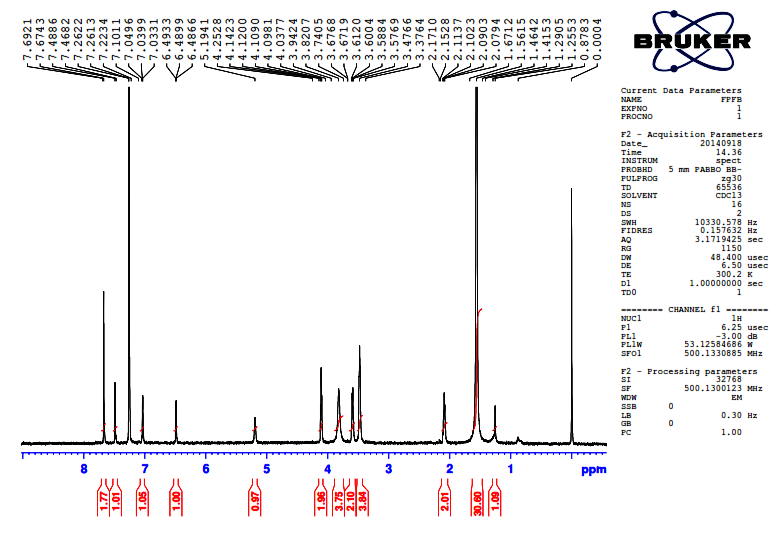 7.6921
7.6743
7.4886
7.4682
7.2622
7.2613
7.2234
7.1011
7.0496
7.0399
7.0331
6.4933
6.4899
6.4866
5.1941
4.2528
4.1423
4.1200
4.1090
4.0981
4.0577
3.9424
3.8207
3.7405
3.6768
3.6719
3.6120
3.6004
3.5884
3.5769
3.4766
3.3764
2.1710
2.1528
2.1137
2.1023
2.0903
2.0794
1.6712
1.5615
1.4642
1.4153
1.2905
1.2553
0.8783
0.0004
BRUKER
Current Data Parameters
NAME FPFB
EXPNO 1
PROCNO 1
F2 - Acquisition Parameters
Date_ 20140918
Time 14.36
INSTRUM spect
PROBHD 5 mm PABBO BB-
PULPROG zg30
TD 65536
SOLVENT CDCl3
NS 16
DS 2
SWH 10330.578 Hz
FIDRES 0.157632 Hz
AQ 3.1719425 sec
RG 1150
DW 48.400 usec
DE 6.50 usec
TE 300.2 K
D1 1.00000000 sec
TD0 1
======== CHANNEL f1 ========
NUC1 1H
P1 6.25 usec
PL1 -3.00 dB
PL1W 53.12584686 W
SFO1 500.1330885 MHz
F2 - Processing parameters
SI 32768
SF 500.1300123 MHz
WDW EM
SSB 0
LB 0.30 Hz
GB 0
PC 1.00
8 7 6 5 4 3 2 1 ppm
1.77
1.01
1.05
1.00
0.97
1.96
3.75
2.10
3.84
2.01
30.60
1.09